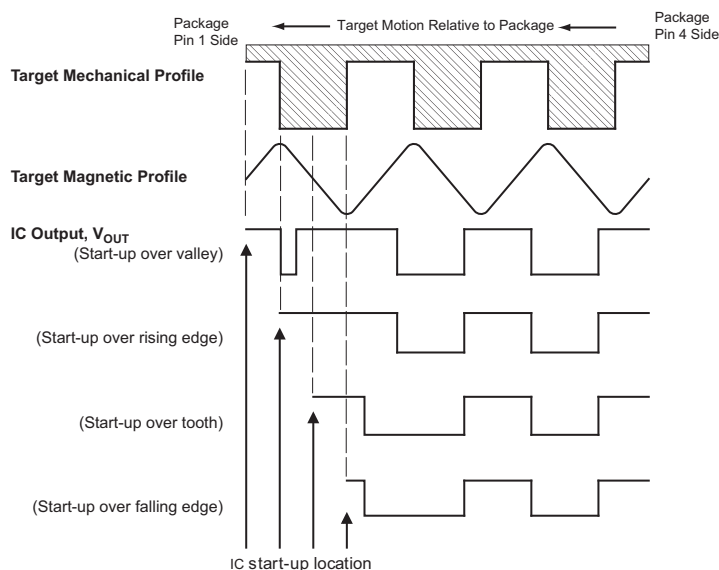 Package
Pin 1 Side
Target Motion Relative to Package
Package
Pin 4 Side
Target Mechanical Profile
Target Magnetic Profile
IC Output, V_OUT
(Start-up over valley)
(Start-up over rising edge)
(Start-up over tooth)
(Start-up over falling edge)
IC start-up location